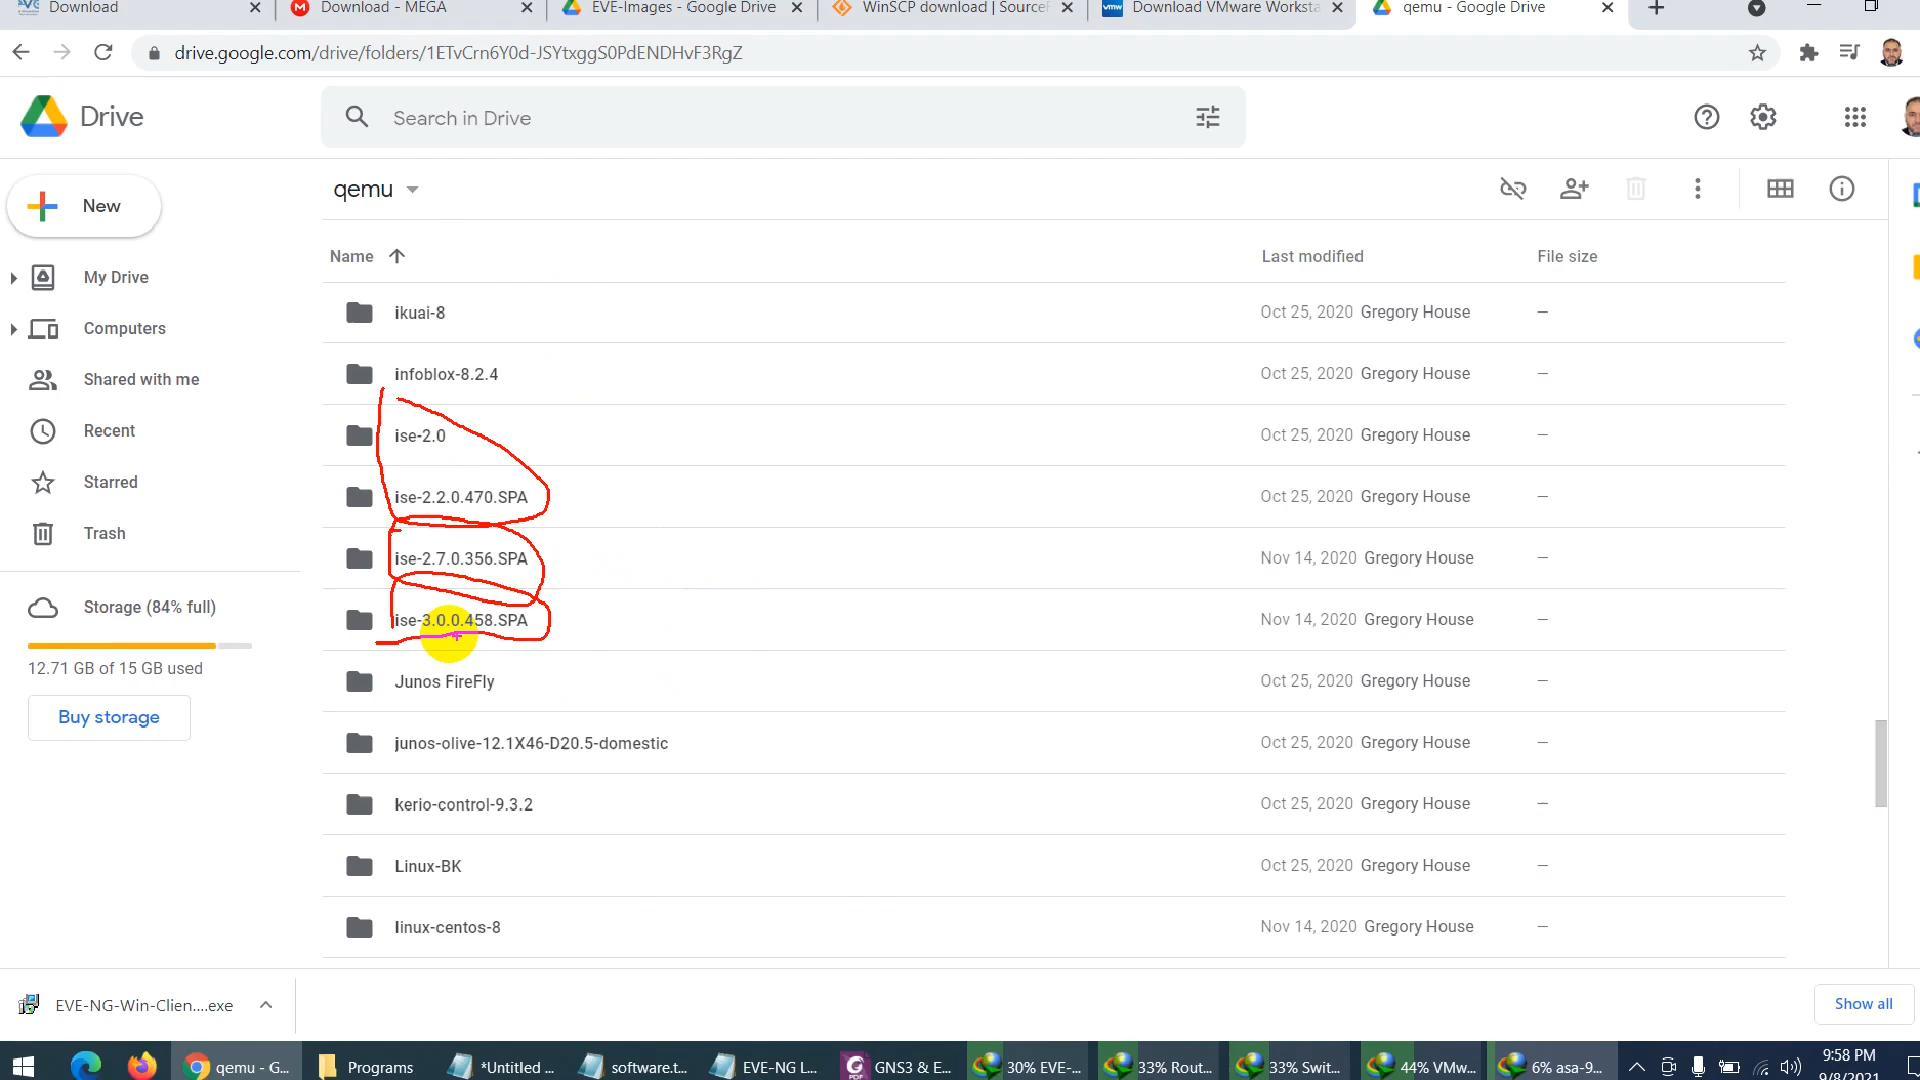 Download
Download - MEGA
EVE-Images - Google Drive
WinSCP download | SourceF
Download VMware Worksta
qemu - Google Drive
drive.google.com/drive/folders/1ETvCrn6Y0d-JSYtxggS0PdENDHvF3RgZ
Drive
Search in Drive
New
qemu
Name
Last modified
File size
My Drive
Computers
Shared with me
Recent
Starred
Trash
Storage (84% full)
12.71 GB of 15 GB used
Buy storage
ikuai-8 Oct 25, 2020 Gregory House –
infoblox-8.2.4 Oct 25, 2020 Gregory House –
ise-2.0 Oct 25, 2020 Gregory House –
ise-2.2.0.470.SPA Oct 25, 2020 Gregory House –
ise-2.7.0.356.SPA Nov 14, 2020 Gregory House –
ise-3.0.0.458.SPA Nov 14, 2020 Gregory House –
Junos FireFly Oct 25, 2020 Gregory House –
junos-olive-12.1X46-D20.5-domestic Oct 25, 2020 Gregory House –
kerio-control-9.3.2 Oct 25, 2020 Gregory House –
Linux-BK Oct 25, 2020 Gregory House –
linux-centos-8 Nov 14, 2020 Gregory House –
EVE-NG-Win-Clien....exe
Show all
qemu - G...
Programs
*Untitled ...
software.t...
EVE-NG L...
GNS3 & E...
30% EVE-...
33% Rout...
33% Swit...
44% VMw...
6% asa-9...
9:58 PM
9/8/2021